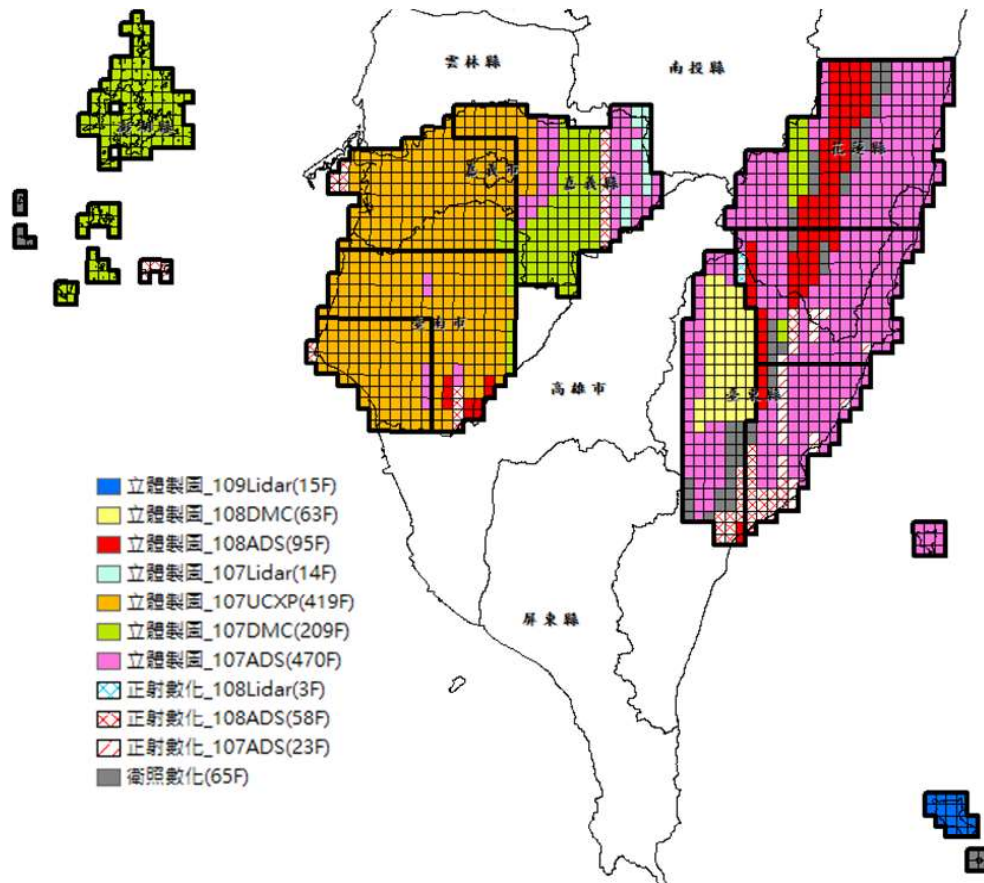 雲林縣
南投縣
澎湖縣
花蓮縣
嘉義市
嘉義縣
臺南市
高雄市
臺東縣
屏東縣
立體製圖_109Lidar(15F)
立體製圖_108DMC(63F)
立體製圖_108ADS(95F)
立體製圖_107Lidar(14F)
立體製圖_107UCXP(419F)
立體製圖_107DMC(209F)
立體製圖_107ADS(470F)
正射數化_108Lidar(3F)
正射數化_108ADS(58F)
正射數化_107ADS(23F)
衛照數化(65F)